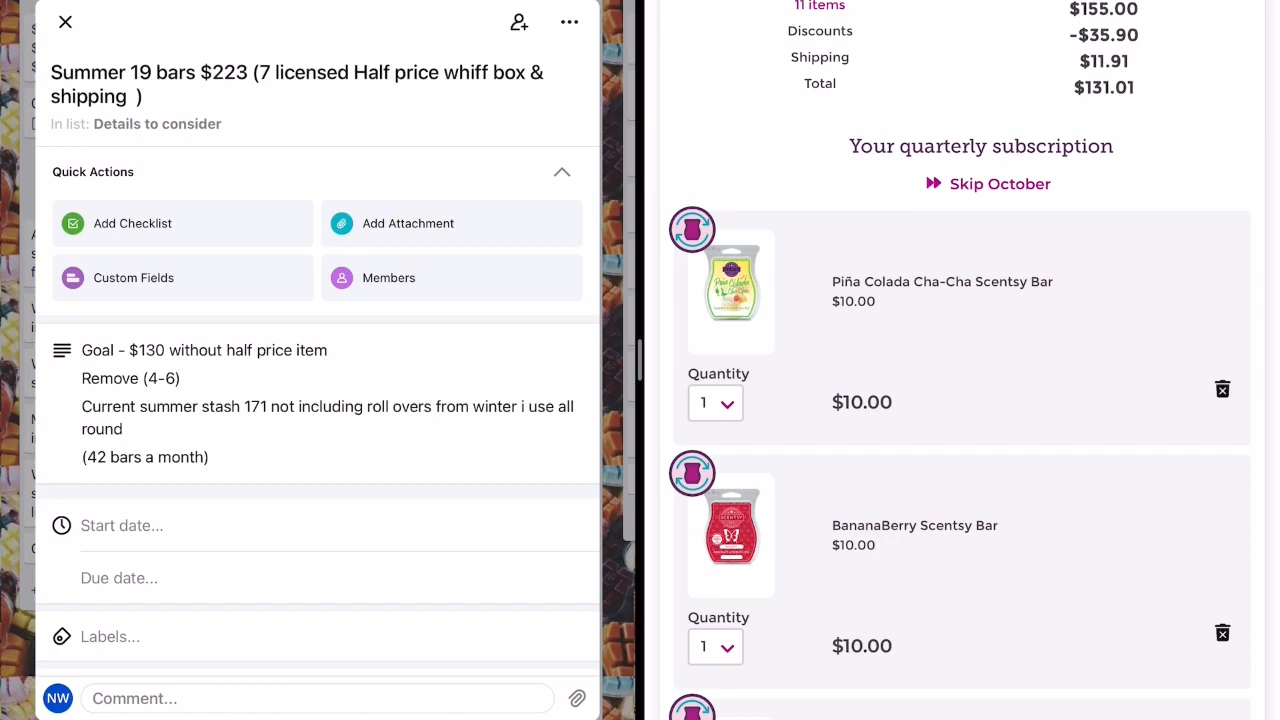 Summer 19 bars $223 (7 licensed Half price whiff box &
shipping )
In list: Details to consider
Quick Actions
Add Checklist
Add Attachment
Custom Fields
Members
Goal - $130 without half price item
Remove (4-6)
Current summer stash 171 not including roll overs from winter i use all
round
(42 bars a month)
Start date...
Due date...
Labels...
NW
Comment...
11 items
$155.00
Discounts
-$35.90
Shipping
$11.91
Total
$131.01
Your quarterly subscription
Skip October
Piña Colada Cha-Cha Scentsy Bar
$10.00
Quantity
1
$10.00
BananaBerry Scentsy Bar
$10.00
SCENTSY
Quantity
1
$10.00